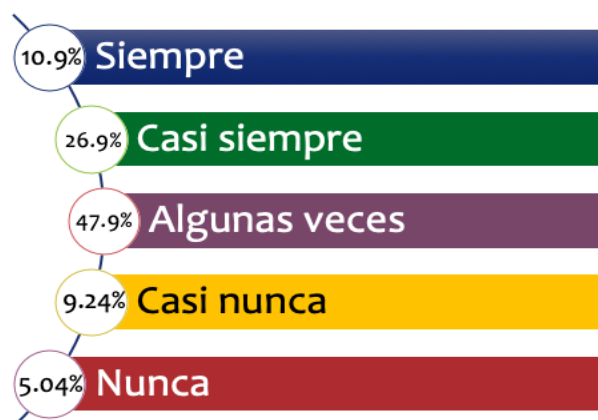 10.9% Siempre
26.9% Casi siempre
47.9% Algunas veces
9.24% Casi nunca
5.04% Nunca